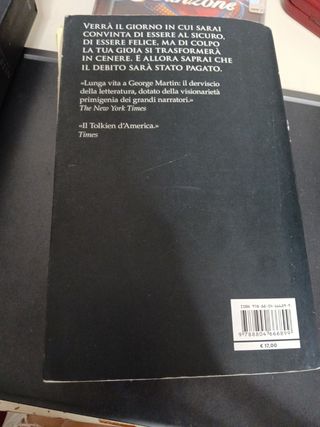 VERRÀ IL GIORNO IN CUI SARAI
CONVINTA DI ESSERE AL SICURO,
DI ESSERE FELICE, MA DI COLPO
LA TUA GIOIA SI TRASFORMERÀ
IN CENERE. E ALLORA SAPRAI CHE
IL DEBITO SARÀ STATO PAGATO.
«Lunga vita a George Martin: il derviscio
della letteratura, dotato della visionarietà
primigenia dei grandi narratori.»
The New York Times
«Il Tolkien d'America.»
Times
9 788804 666899
€ 17,00